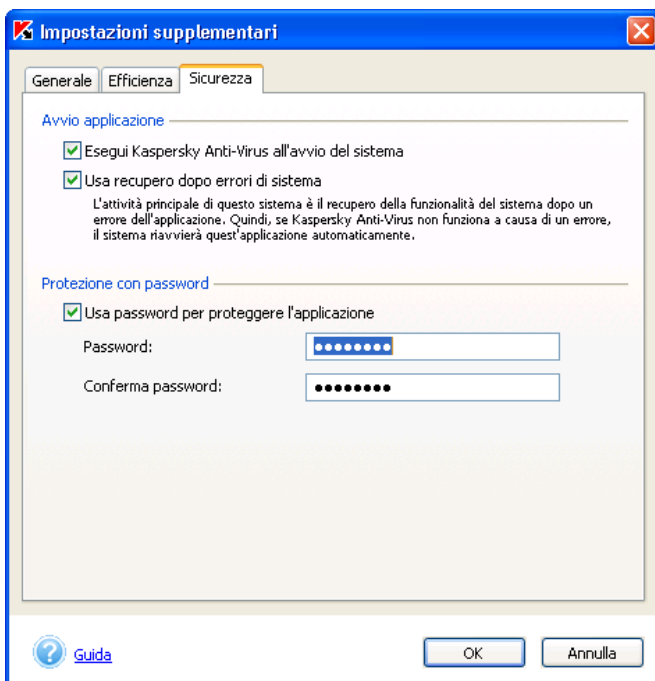 Impostazioni supplementari
Generale Efficienza Sicurezza
Avvio applicazione
Esegui Kaspersky Anti-Virus all'avvio del sistema
Usa recupero dopo errori di sistema
L'attività principale di questo sistema è il recupero della funzionalità del sistema dopo un
errore dell'applicazione. Quindi, se Kaspersky Anti-Virus non funziona a causa di un errore,
il sistema riavvierà quest'applicazione automaticamente.
Protezione con password
Usa password per proteggere l'applicazione
Password: ●●●●●●●●
Conferma password: ●●●●●●●●
Guida OK Annulla